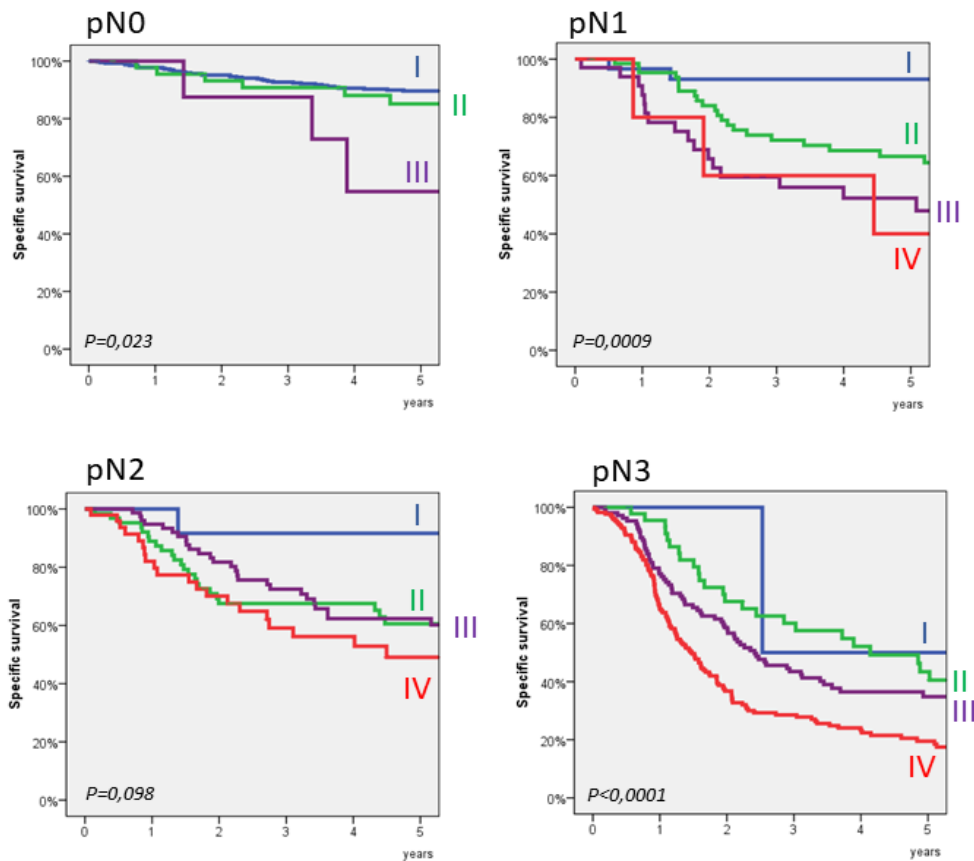 pN0
100%
80%
60%
40%
20%
0%
Specific survival
I
II
III
P=0,023
0 1 2 3 4 5
years
pN1
100%
80%
60%
40%
20%
0%
Specific survival
I
II
III
IV
P=0,0009
0 1 2 3 4 5
years
pN2
100%
80%
60%
40%
20%
0%
Specific survival
I
II
III
IV
P=0,098
0 1 2 3 4 5
years
pN3
100%
80%
60%
40%
20%
0%
Specific survival
I
II
III
IV
P<0,0001
0 1 2 3 4 5
years